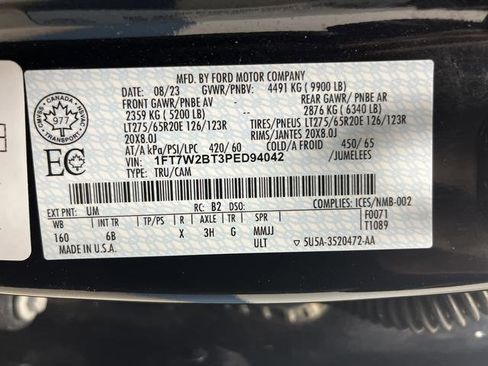 MFD. BY FORD MOTOR COMPANY
DATE: 08/23 GVWR/PNBV: 4491 KG ( 9900 LB)
FRONT GAWR/PNBE AV REAR GAWR/PNBE AR
2359 KG ( 5200 LB) 2876 KG ( 6340 LB)
LT275/65R20E 126/123R TIRES/PNEUS LT275/65R20E 126/123R
20X8.0J RIMS/JANTES 20X8.0J
AT kPa/PSI/LPC 420/ 60 COLD/A FROID 450/ 65
VIN: 1FT7W2BT3PED94042 /JUMELEES
TYPE: TRU/CAM
CANADA
977
TRANSPORT
EC
EXT PNT: UM RC: B2 DSO: COMPLIES: ICES/NMB-002
WB INT TR TP/PS R AXLE TR SPR F0071
160 6B X 3H G MMJJ T1089
ULT 5U5A-3520472-AA
MADE IN U.S.A.